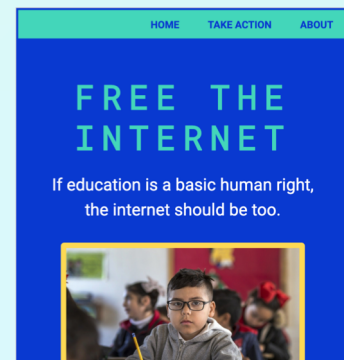 HOME TAKE ACTION ABOUT
FREE THE
INTERNET
If education is a basic human right,
the internet should be too.